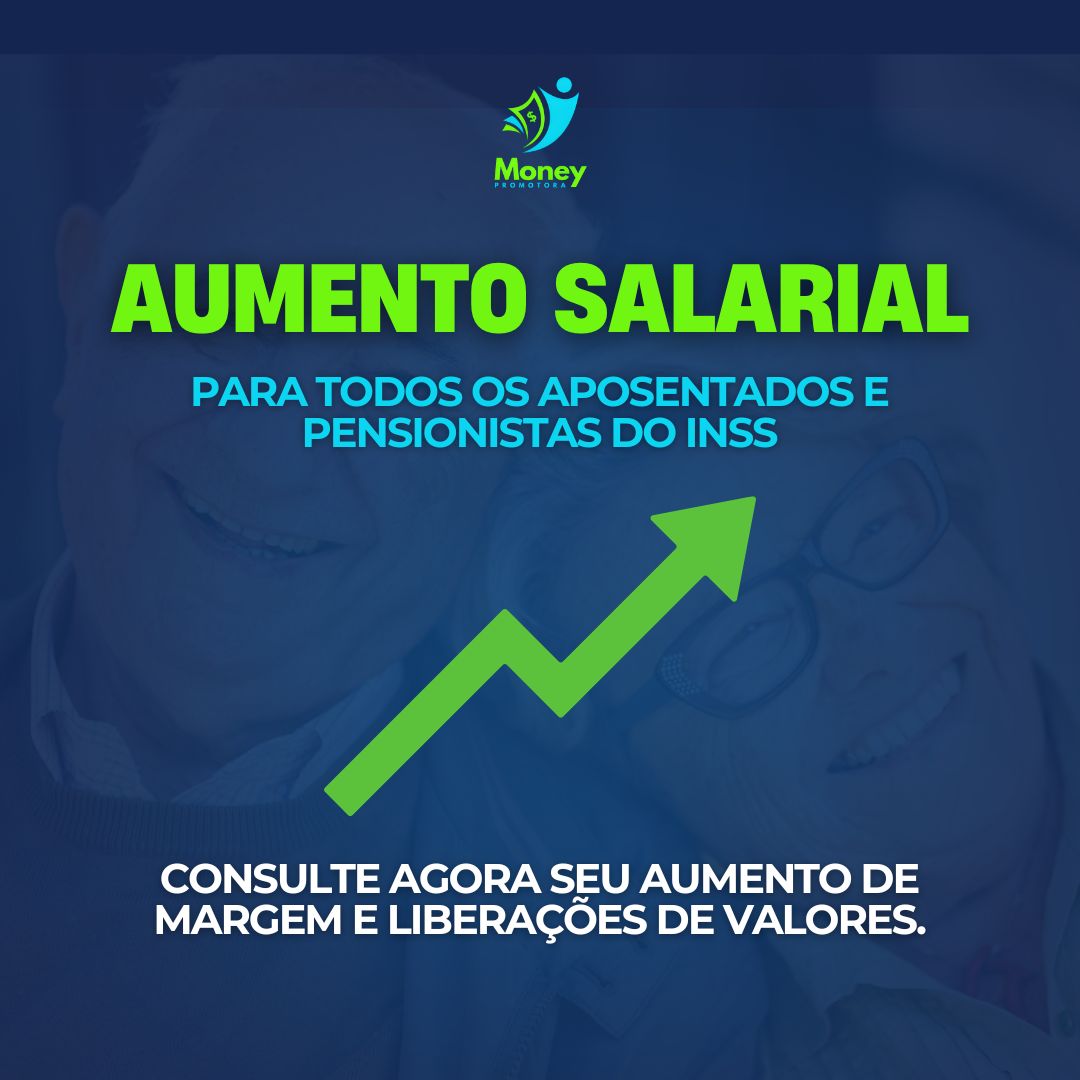 $
Money
PROMOTORA
AUMENTO SALARIAL
PARA TODOS OS APOSENTADOS E
PENSIONISTAS DO INSS
CONSULTE AGORA SEU AUMENTO DE
MARGEM E LIBERAÇÕES DE VALORES.